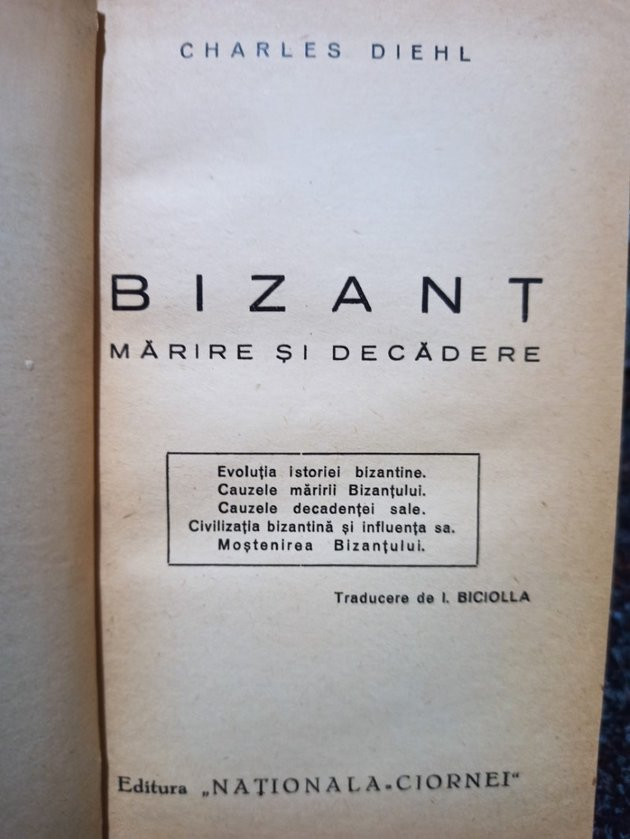 CHARLES DIEHL
BIZANȚ
MĂRIRE ȘI DECĂDERE
Evoluția istoriei bizantine.
Cauzele măririi Bizanțului.
Cauzele decadenței sale.
Civilizația bizantină și influența sa.
Moștenirea Bizanțului.
Traducere de I. BICIOLLA
Editura „NAȚIONALA-CIORNEI“